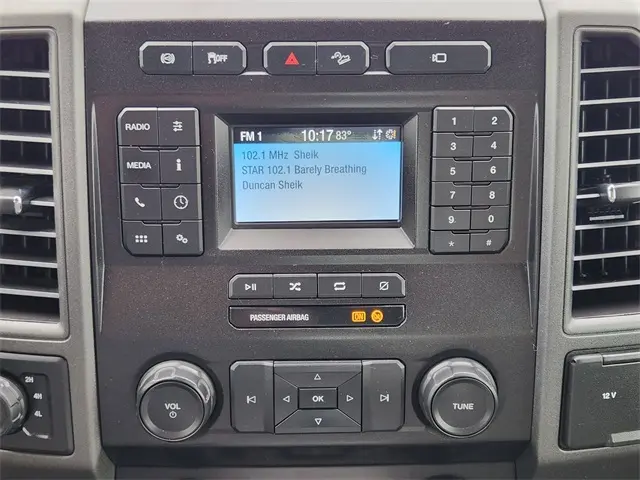 OFF
FM 1 10:17 83°
102.1 MHz Sheik
STAR 102.1 Barely Breathing
Duncan Sheik
RADIO
MEDIA
1 2
3 4
5 6
7 8
9 0
* #
PASSENGER AIRBAG ON
2H
4H
4L
VOL
OK
TUNE
12 V